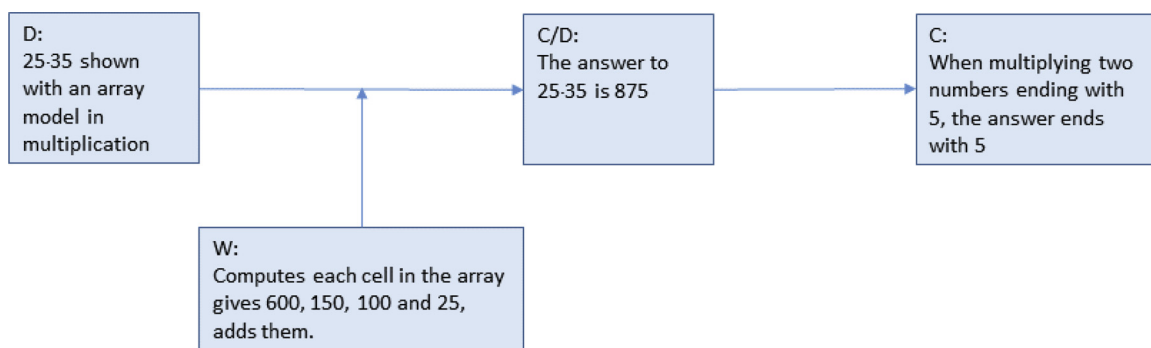 D:
25·35 shown
with an array
model in
multiplication
C/D:
The answer to
25·35 is 875
C:
When multiplying two
numbers ending with
5, the answer ends
with 5
W:
Computes each cell in the array
gives 600, 150, 100 and 25,
adds them.